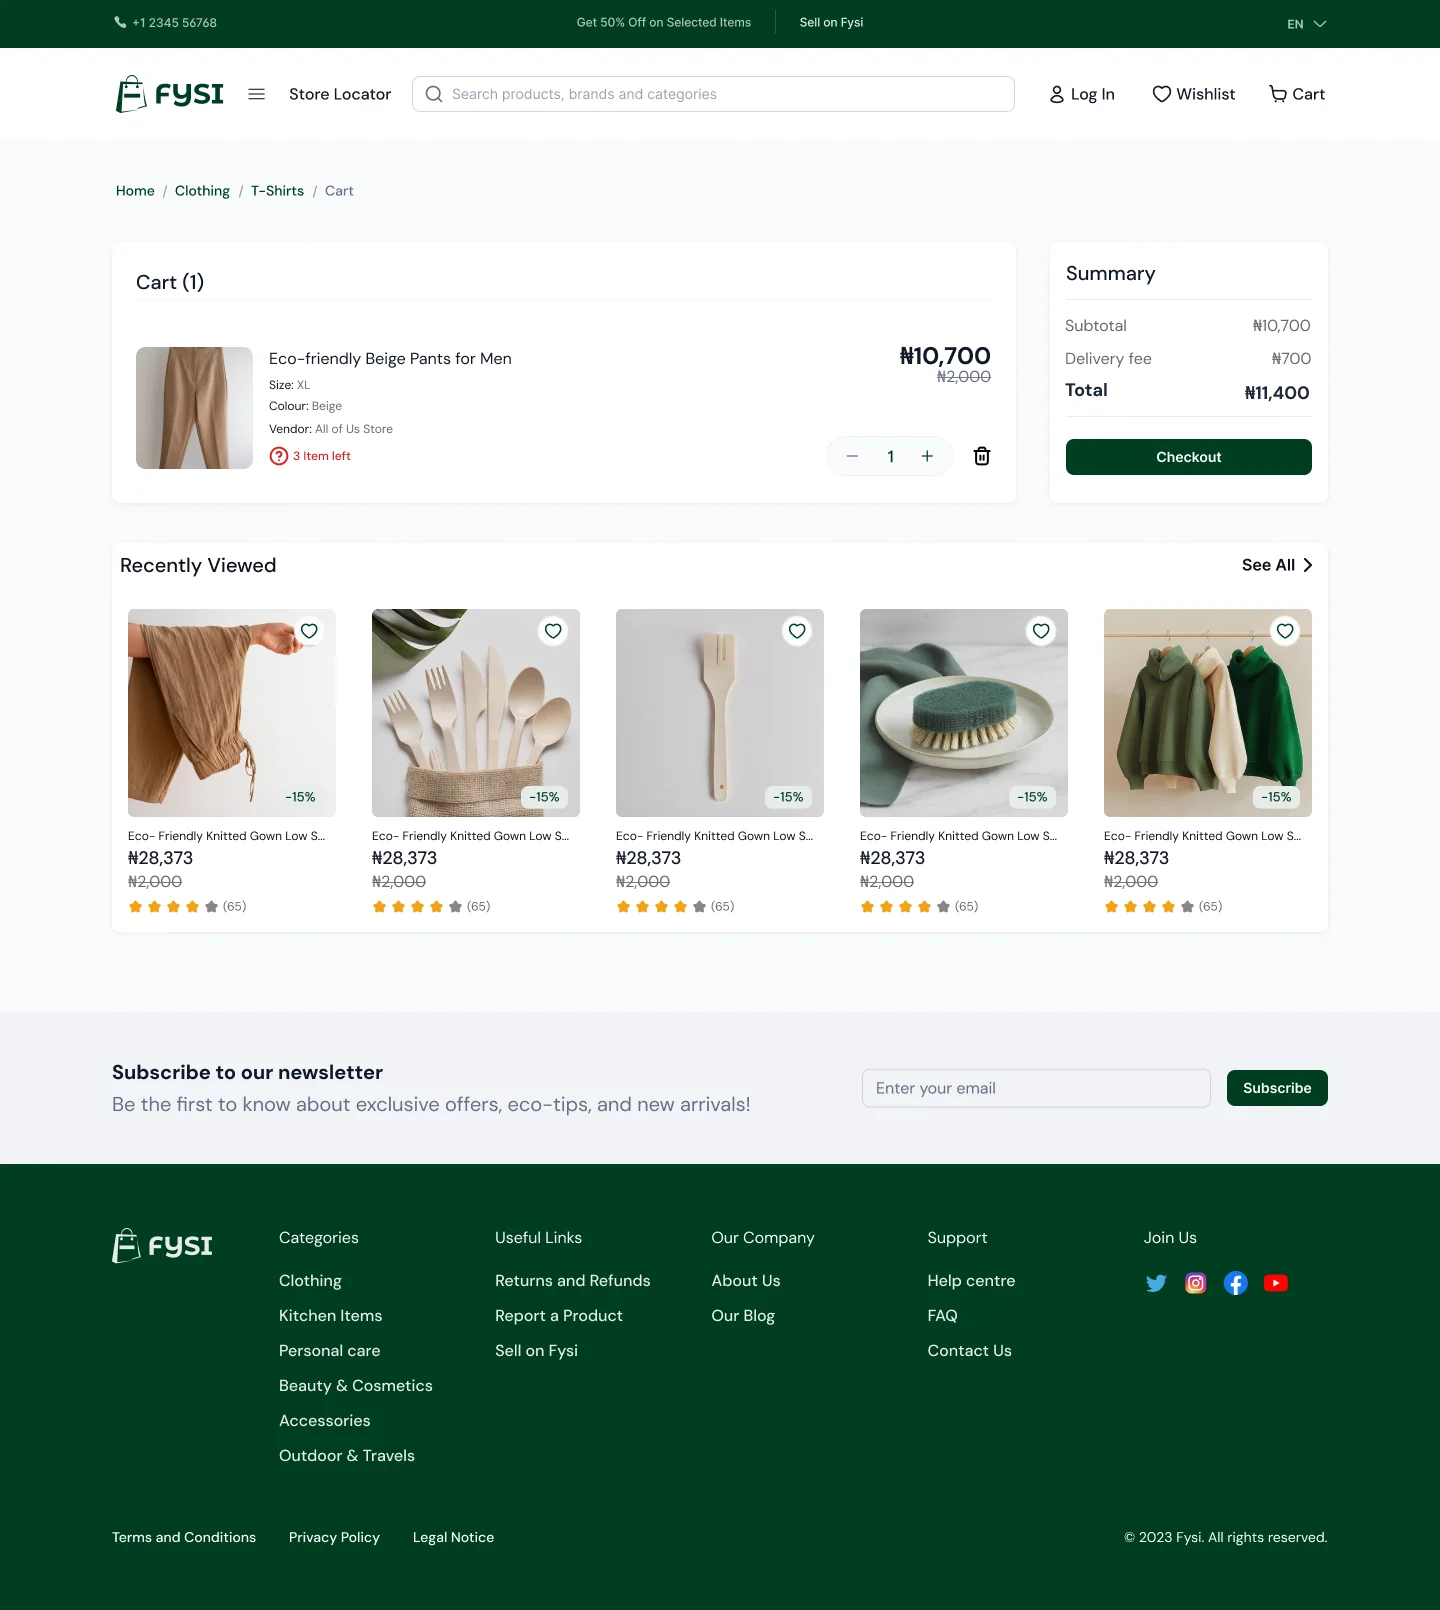 +1 2345 56768
Get 50% Off on Selected Items
Sell on Fysi
EN
FYSI
Store Locator
Search products, brands and categories
Log In
Wishlist
Cart
Home / Clothing / T-Shirts / Cart
Cart (1)
Eco-friendly Beige Pants for Men
Size: XL
Colour: Beige
Vendor: All of Us Store
3 Item left
₦10,700
₦2,000
1
Summary
Subtotal ₦10,700
Delivery fee ₦700
Total ₦11,400
Checkout
Recently Viewed
See All
-15%
Eco- Friendly Knitted Gown Low S...
₦28,373
₦2,000
(65)
-15%
Eco- Friendly Knitted Gown Low S...
₦28,373
₦2,000
(65)
-15%
Eco- Friendly Knitted Gown Low S...
₦28,373
₦2,000
(65)
-15%
Eco- Friendly Knitted Gown Low S...
₦28,373
₦2,000
(65)
-15%
Eco- Friendly Knitted Gown Low S...
₦28,373
₦2,000
(65)
Subscribe to our newsletter
Be the first to know about exclusive offers, eco-tips, and new arrivals!
Enter your email
Subscribe
FYSI
Categories
Clothing
Kitchen Items
Personal care
Beauty & Cosmetics
Accessories
Outdoor & Travels
Useful Links
Returns and Refunds
Report a Product
Sell on Fysi
Our Company
About Us
Our Blog
Support
Help centre
FAQ
Contact Us
Join Us
Terms and Conditions
Privacy Policy
Legal Notice
© 2023 Fysi. All rights reserved.